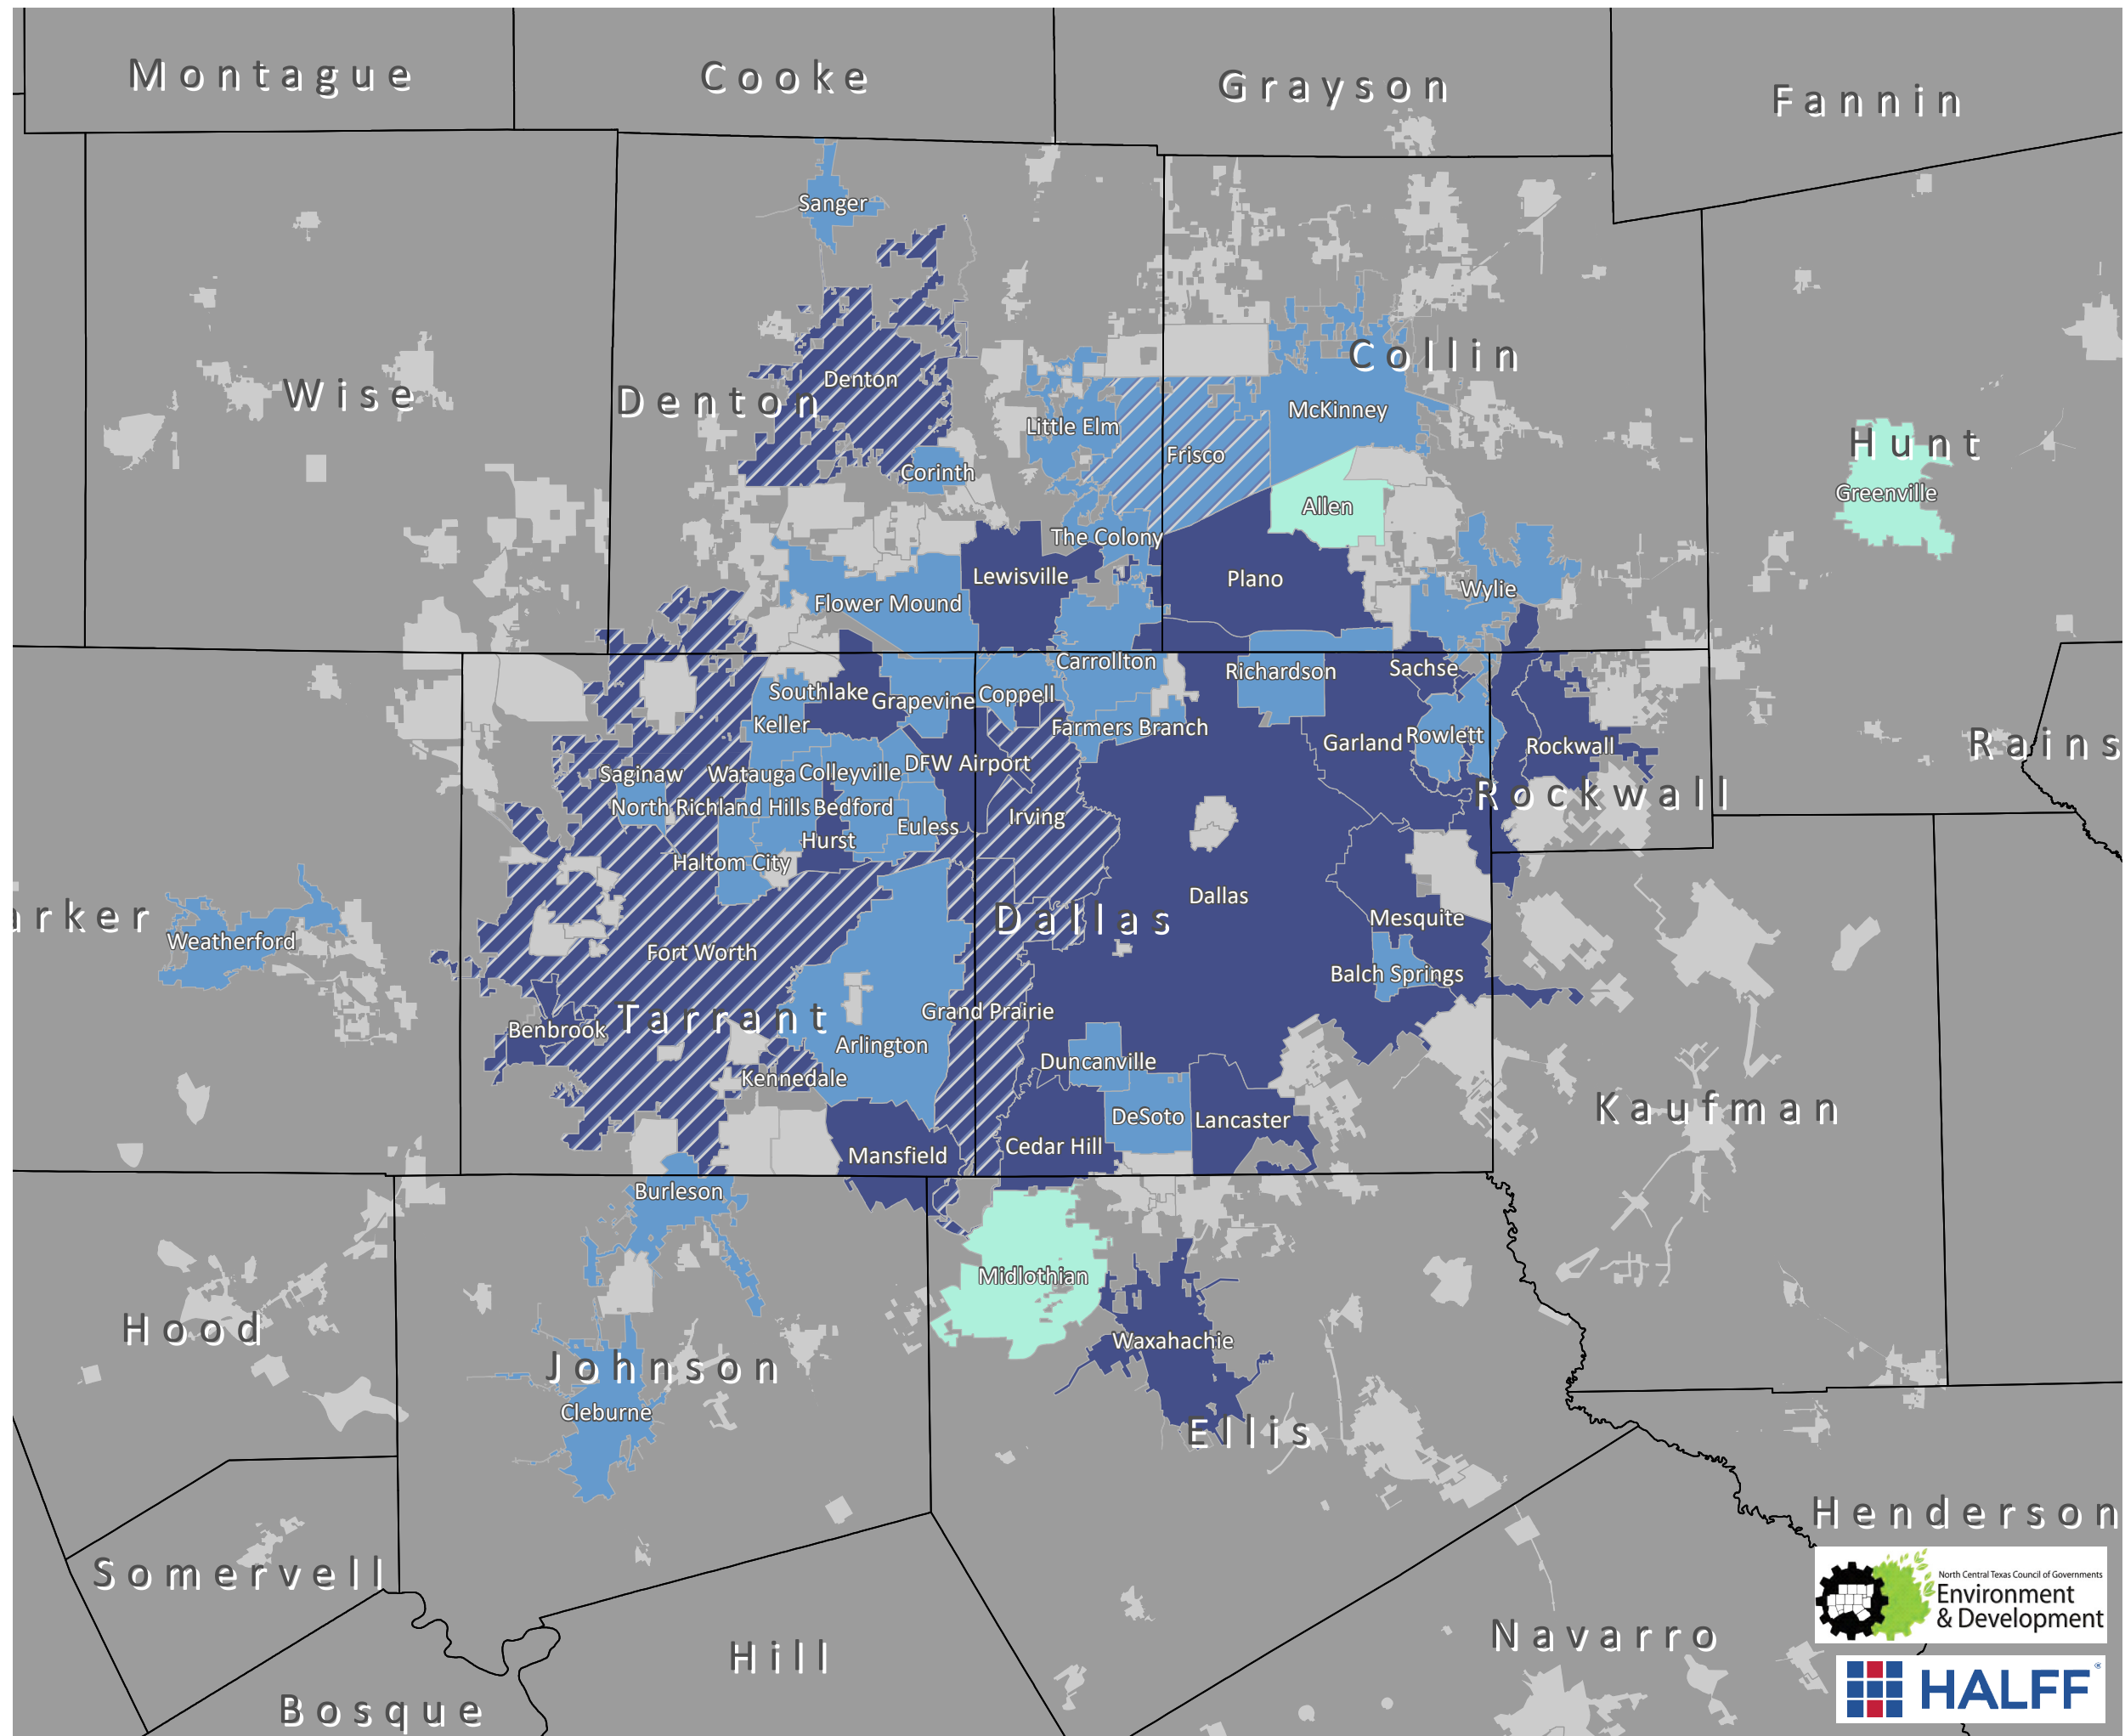 Montague
Cooke
Grayson
Fannin
Sanger
Collin
Wise
Denton
Denton
McKinney
Little Elm
Hunt
Frisco
Corinth
Greenville
Allen
The Colony
Lewisville
Plano
Wylie
Flower Mound
Carrollton
Richardson
Sachse
Southlake
Grapevine
Coppell
Keller
Farmers Branch
Garland
Rowlett
Rockwall
Rains
DFW Airport
Saginaw
Watauga
Colleyville
Rockwall
North Richland Hills
Bedford
Irving
Euless
Hurst
Haltom City
Dallas
arker
Dallas
Mesquite
Weatherford
Fort Worth
Balch Springs
Grand Prairie
Tarrant
Benbrook
Arlington
Duncanville
Kennedale
Kaufman
DeSoto
Lancaster
Cedar Hill
Mansfield
Burleson
Midlothian
Hood
Waxahachie
Johnson
Cleburne
Ellis
Henderson
Somervell
North Central Texas Council of Governments
Environment
& Development
Navarro
Hill
HALFF®
Bosque